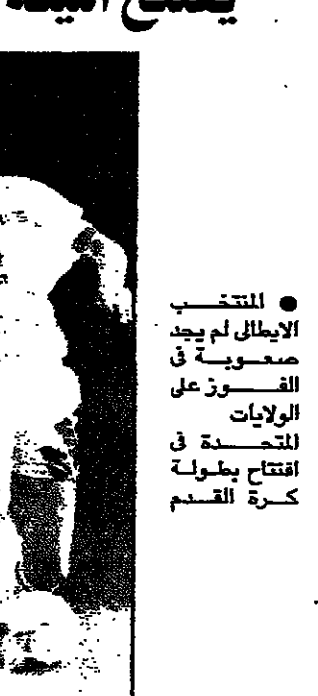 ● المنتخب
الايطالى لم يجد
صعوبة فى
الفوز على
الولايات
المتحدة فى
افتتاح بطولة
كرة القدم